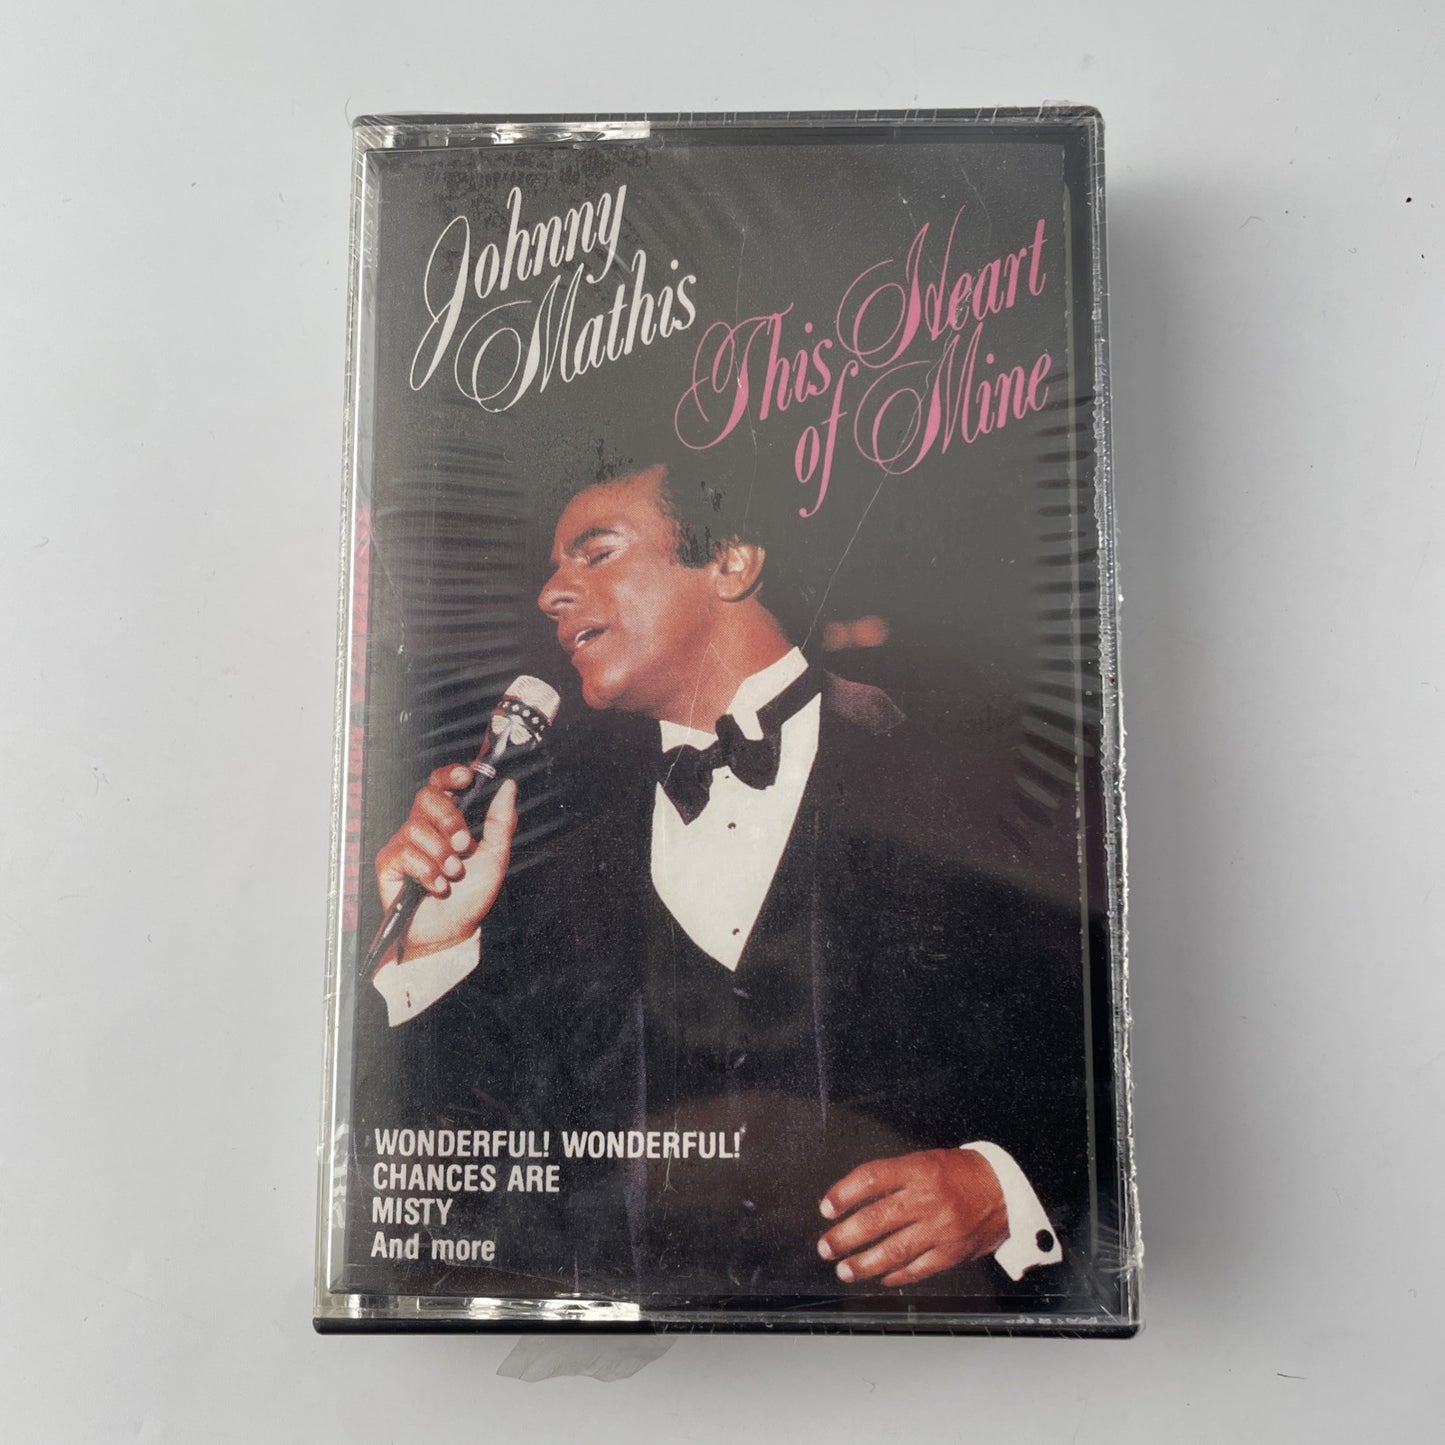 Johnny
Mathis
This Heart
of Mine
WONDERFUL! WONDERFUL!
CHANCES ARE
MISTY
And more